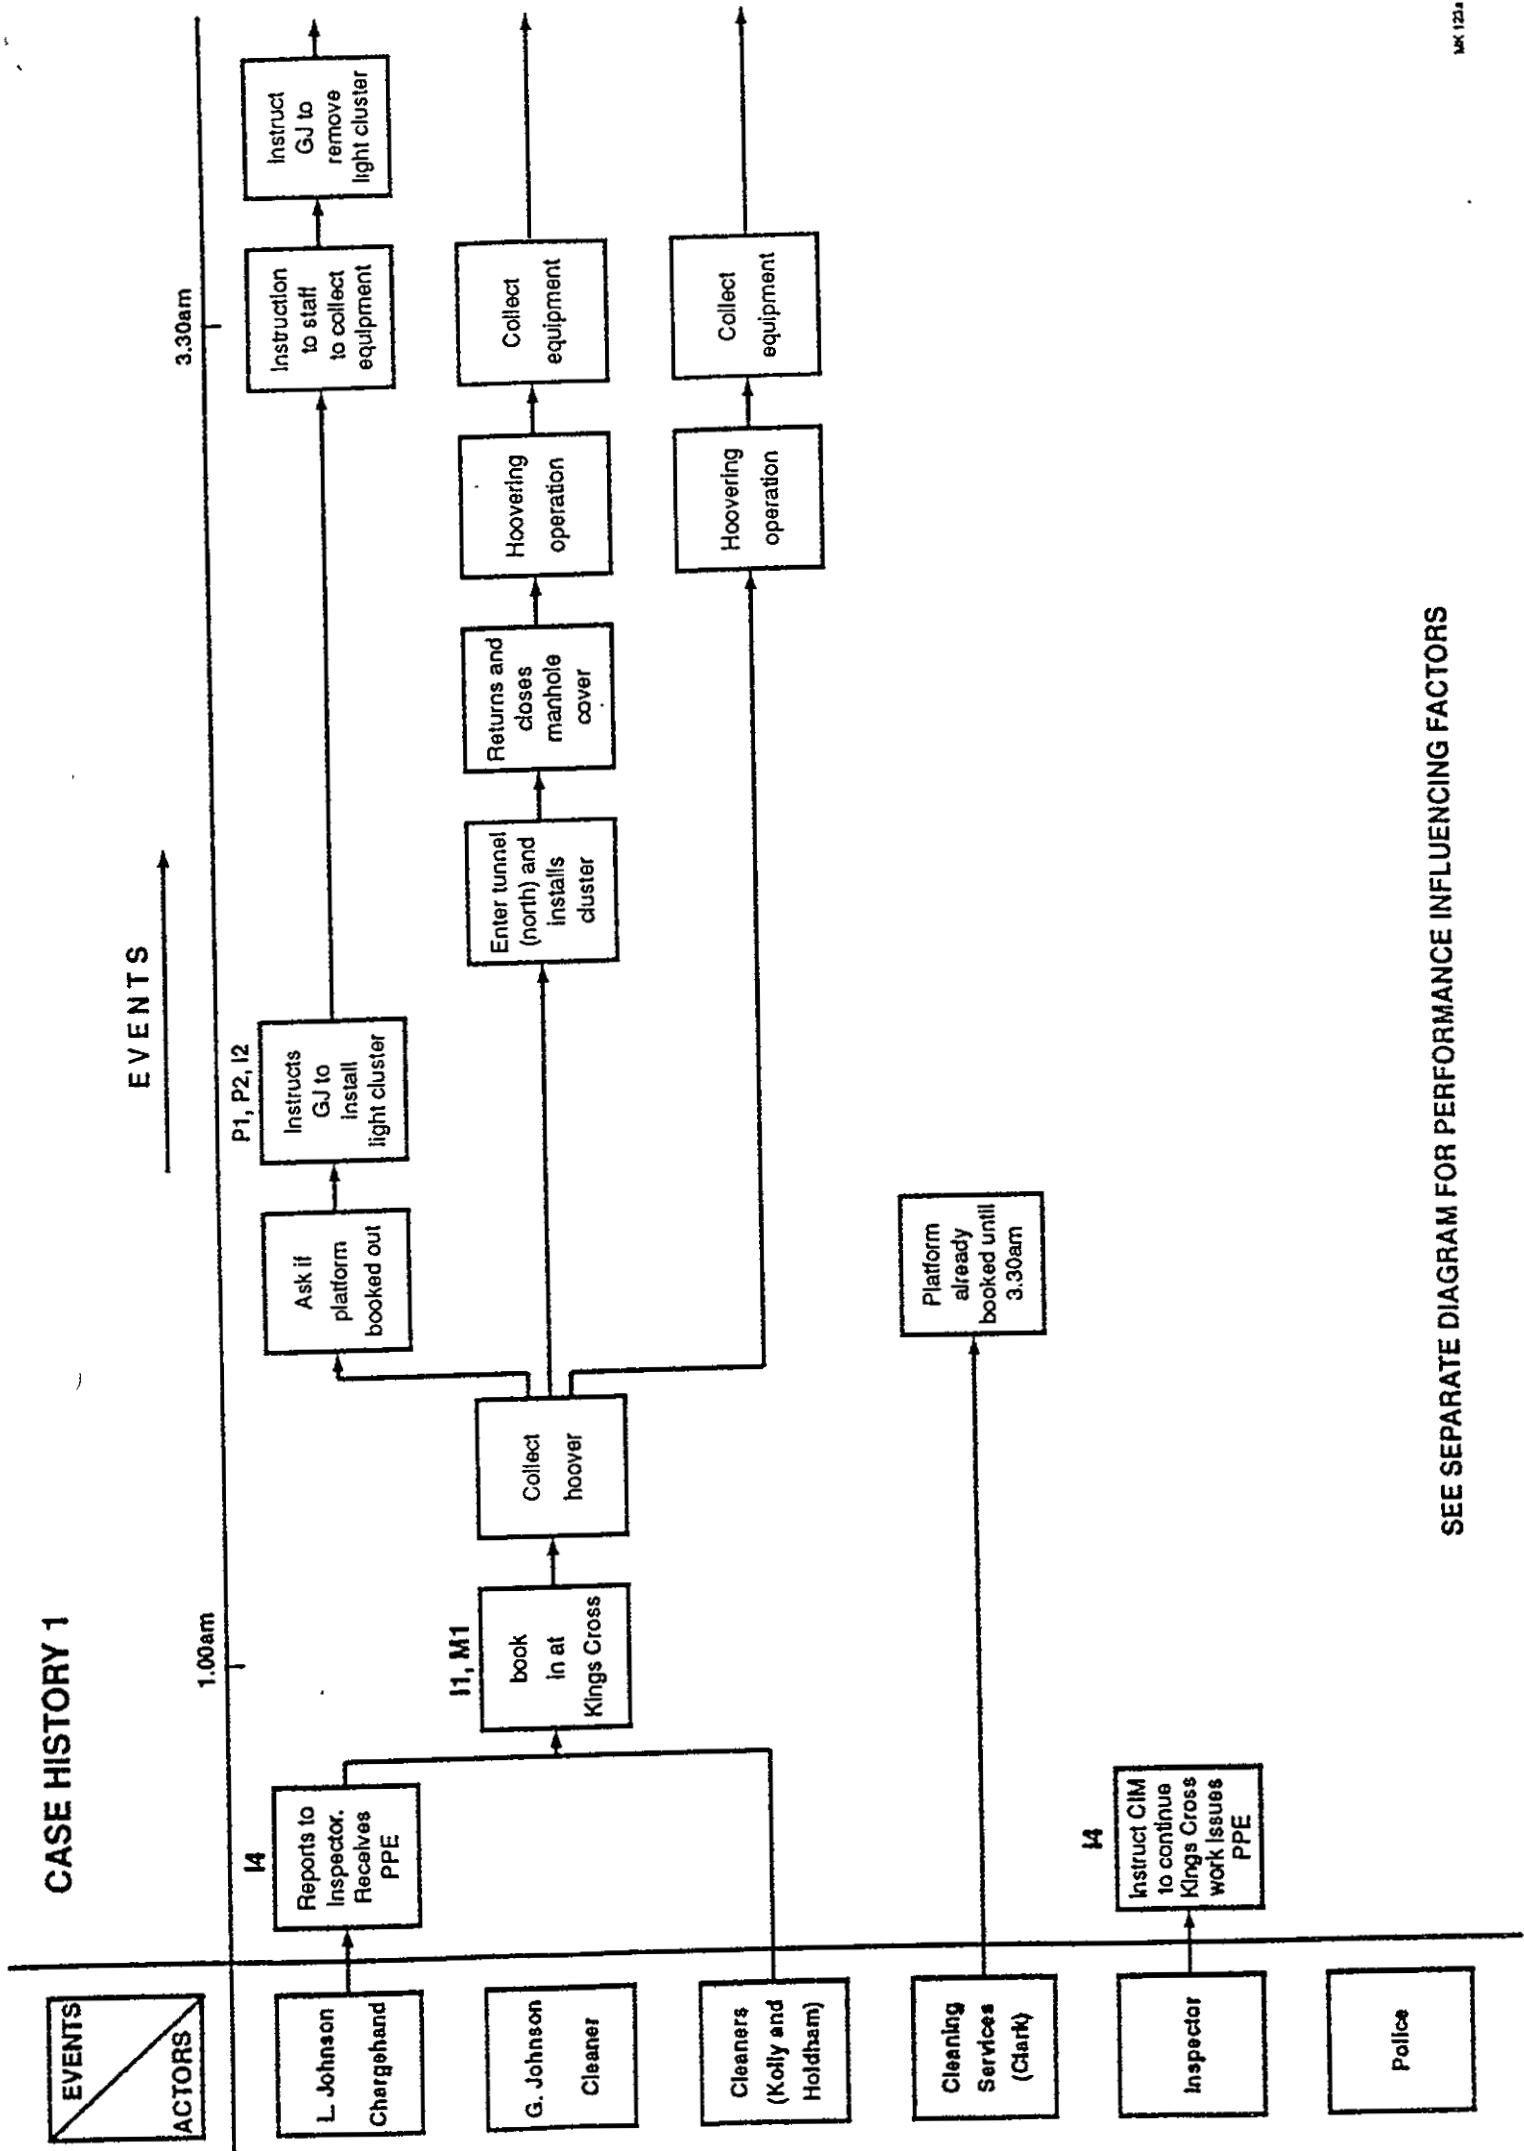 CASE HISTORY 1
EVENTS
EVENTS
ACTORS
1.00am
3.30am
L. Johnson
Chargehand
I4
Reports to
Inspector.
Receives
PPE
Ask if
platform
booked out
P1, P2, I2
Instructs
GJ to
install
light cluster
Instruction
to staff
to collect
equipment
Instruct
GJ to
remove
light cluster
G. Johnson
Cleaner
I1, M1
book
in at
Kings Cross
Collect
hoover
Enter tunnel
(north) and
installs
cluster
Returns and
closes
manhole
cover
Hoovering
operation
Collect
equipment
Cleaners
(Kolly and
Holdham)
Hoovering
operation
Collect
equipment
Cleaning
Services
(Clark)
Platform
already
booked until
3.30am
Inspector
I4
Instruct CIM
to continue
Kings Cross
work Issues
PPE
Police
SEE SEPARATE DIAGRAM FOR PERFORMANCE INFLUENCING FACTORS
MK 123a